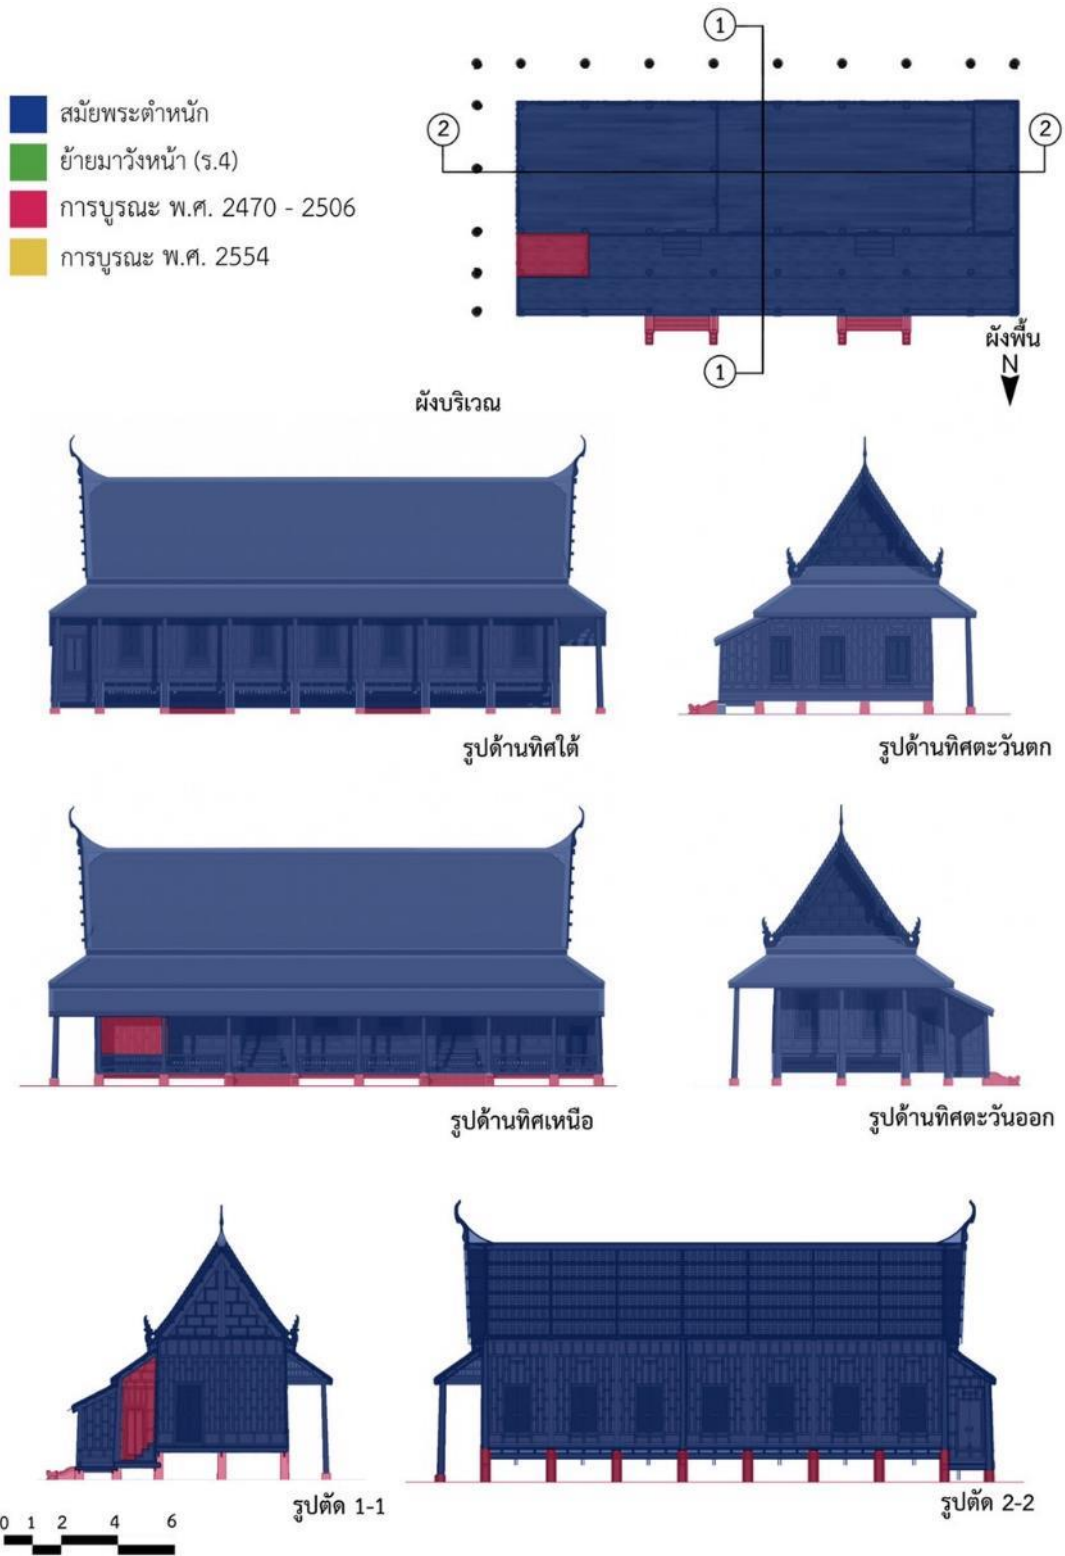 1
สมัยพระตำหนัก
ย้ายมาวังหน้า (ร.4)
การบูรณะ พ.ศ. 2470 - 2506
การบูรณะ พ.ศ. 2554
2
2
1
ผังพื้น
N
ผังบริเวณ
รูปด้านทิศใต้
รูปด้านทิศตะวันตก
รูปด้านทิศเหนือ
รูปด้านทิศตะวันออก
รูปตัด 1-1
รูปตัด 2-2
0 1 2 4 6